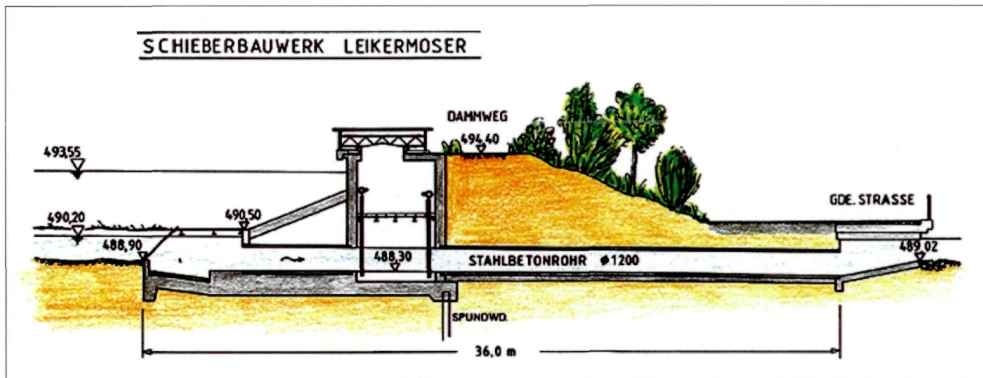 SCHIEBERBAUWERK LEIKERMOSER
DAMMWEG
494.40
493,55
GDE. STRASSE
490,20
490,50
488,90
488,30
STAHLBETONROHR ϕ1200
489,02
SPUNDWD.
36,0 m